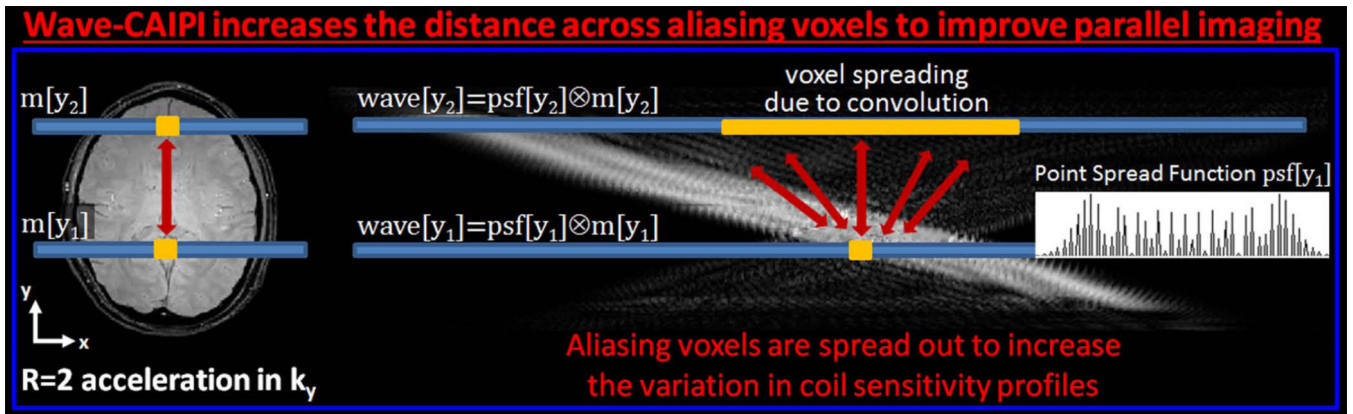 Wave-CAIPI increases the distance across aliasing voxels to improve parallel imaging
m[y₂]
wave[y₂]=psf[y₂]⊗m[y₂]
voxel spreading
due to convolution
Point Spread Function psf[y₁]
m[y₁]
wave[y₁]=psf[y₁]⊗m[y₁]
y
x
R=2 acceleration in kᵧ
Aliasing voxels are spread out to increase
the variation in coil sensitivity profiles